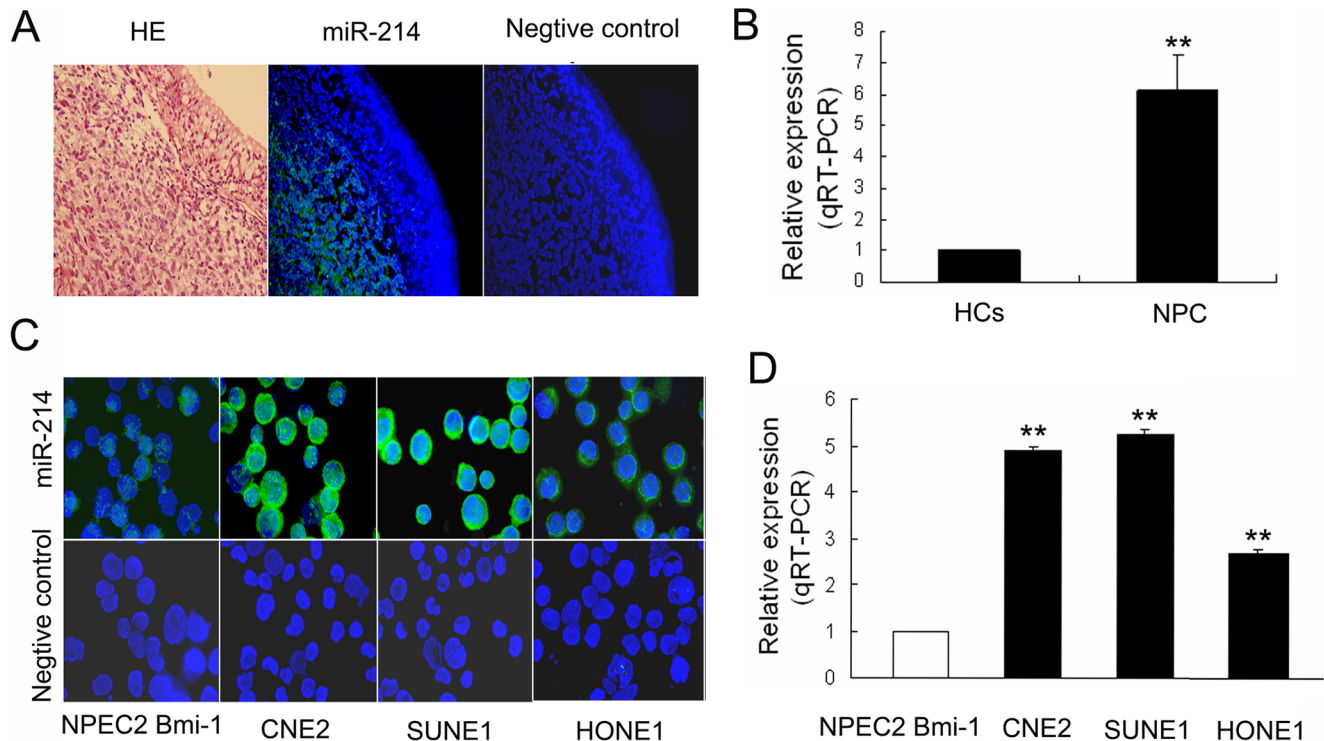 A
HE
miR-214
Negtive control
B
Relative expression
(qRT-PCR)
8
7
6
5
4
3
2
1
0
**
HCs
NPC
C
miR-214
Negtive control
NPEC2 Bmi-1
CNE2
SUNE1
HONE1
D
Relative expression
(qRT-PCR)
6
5
4
3
2
1
0
**
**
**
NPEC2 Bmi-1
CNE2
SUNE1
HONE1